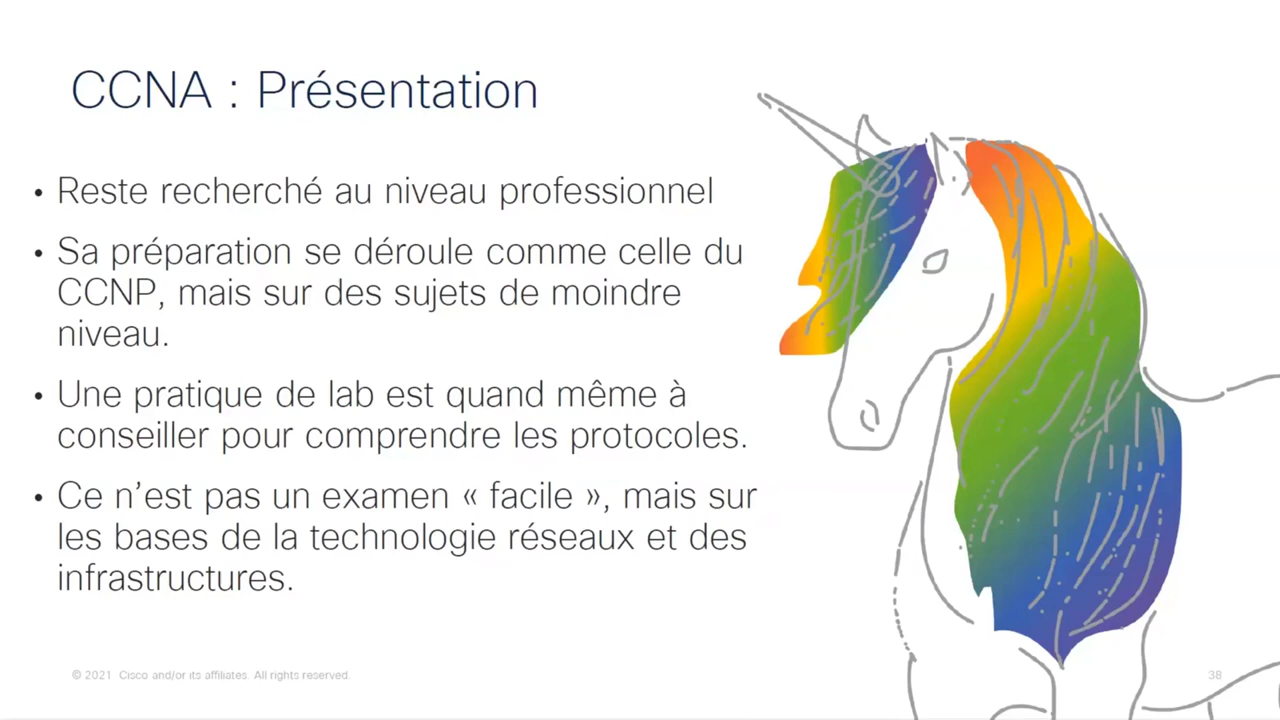 CCNA : Présentation
• Reste recherché au niveau professionnel
• Sa préparation se déroule comme celle du
CCNP, mais sur des sujets de moindre
niveau.
• Une pratique de lab est quand même à
conseiller pour comprendre les protocoles.
• Ce n’est pas un examen « facile », mais sur
les bases de la technologie réseaux et des
infrastructures.
© 2021 Cisco and/or its affiliates. All rights reserved.
38